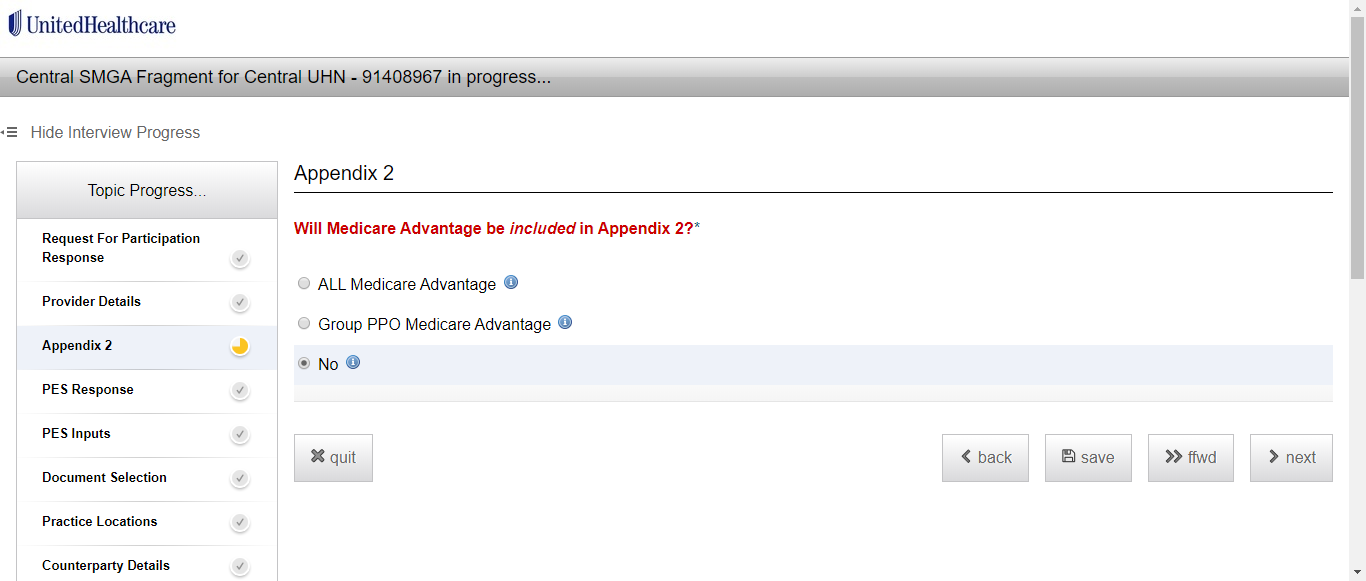 UnitedHealthcare
Central SMGA Fragment for Central UHN - 91408967 in progress...
Hide Interview Progress
Topic Progress...
Request For Participation
Response
Provider Details
Appendix 2
PES Response
PES Inputs
Document Selection
Practice Locations
Counterparty Details
Appendix 2
Will Medicare Advantage be included in Appendix 2?*
ALL Medicare Advantage
Group PPO Medicare Advantage
No
quit
back
save
ffwd
next